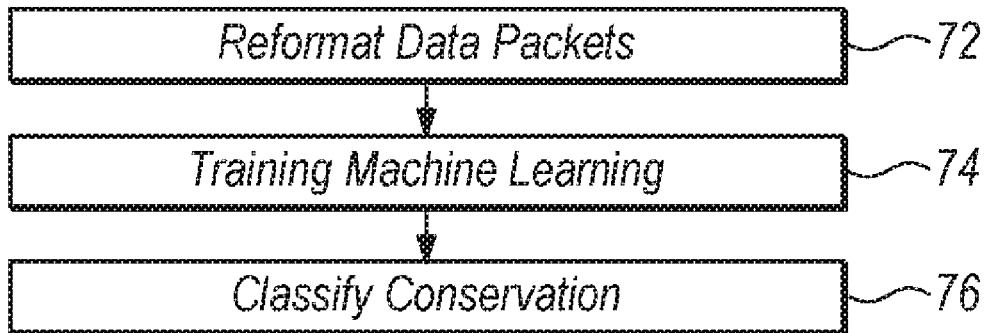 Reformat Data Packets 72
Training Machine Learning 74
Classify Conservation 76